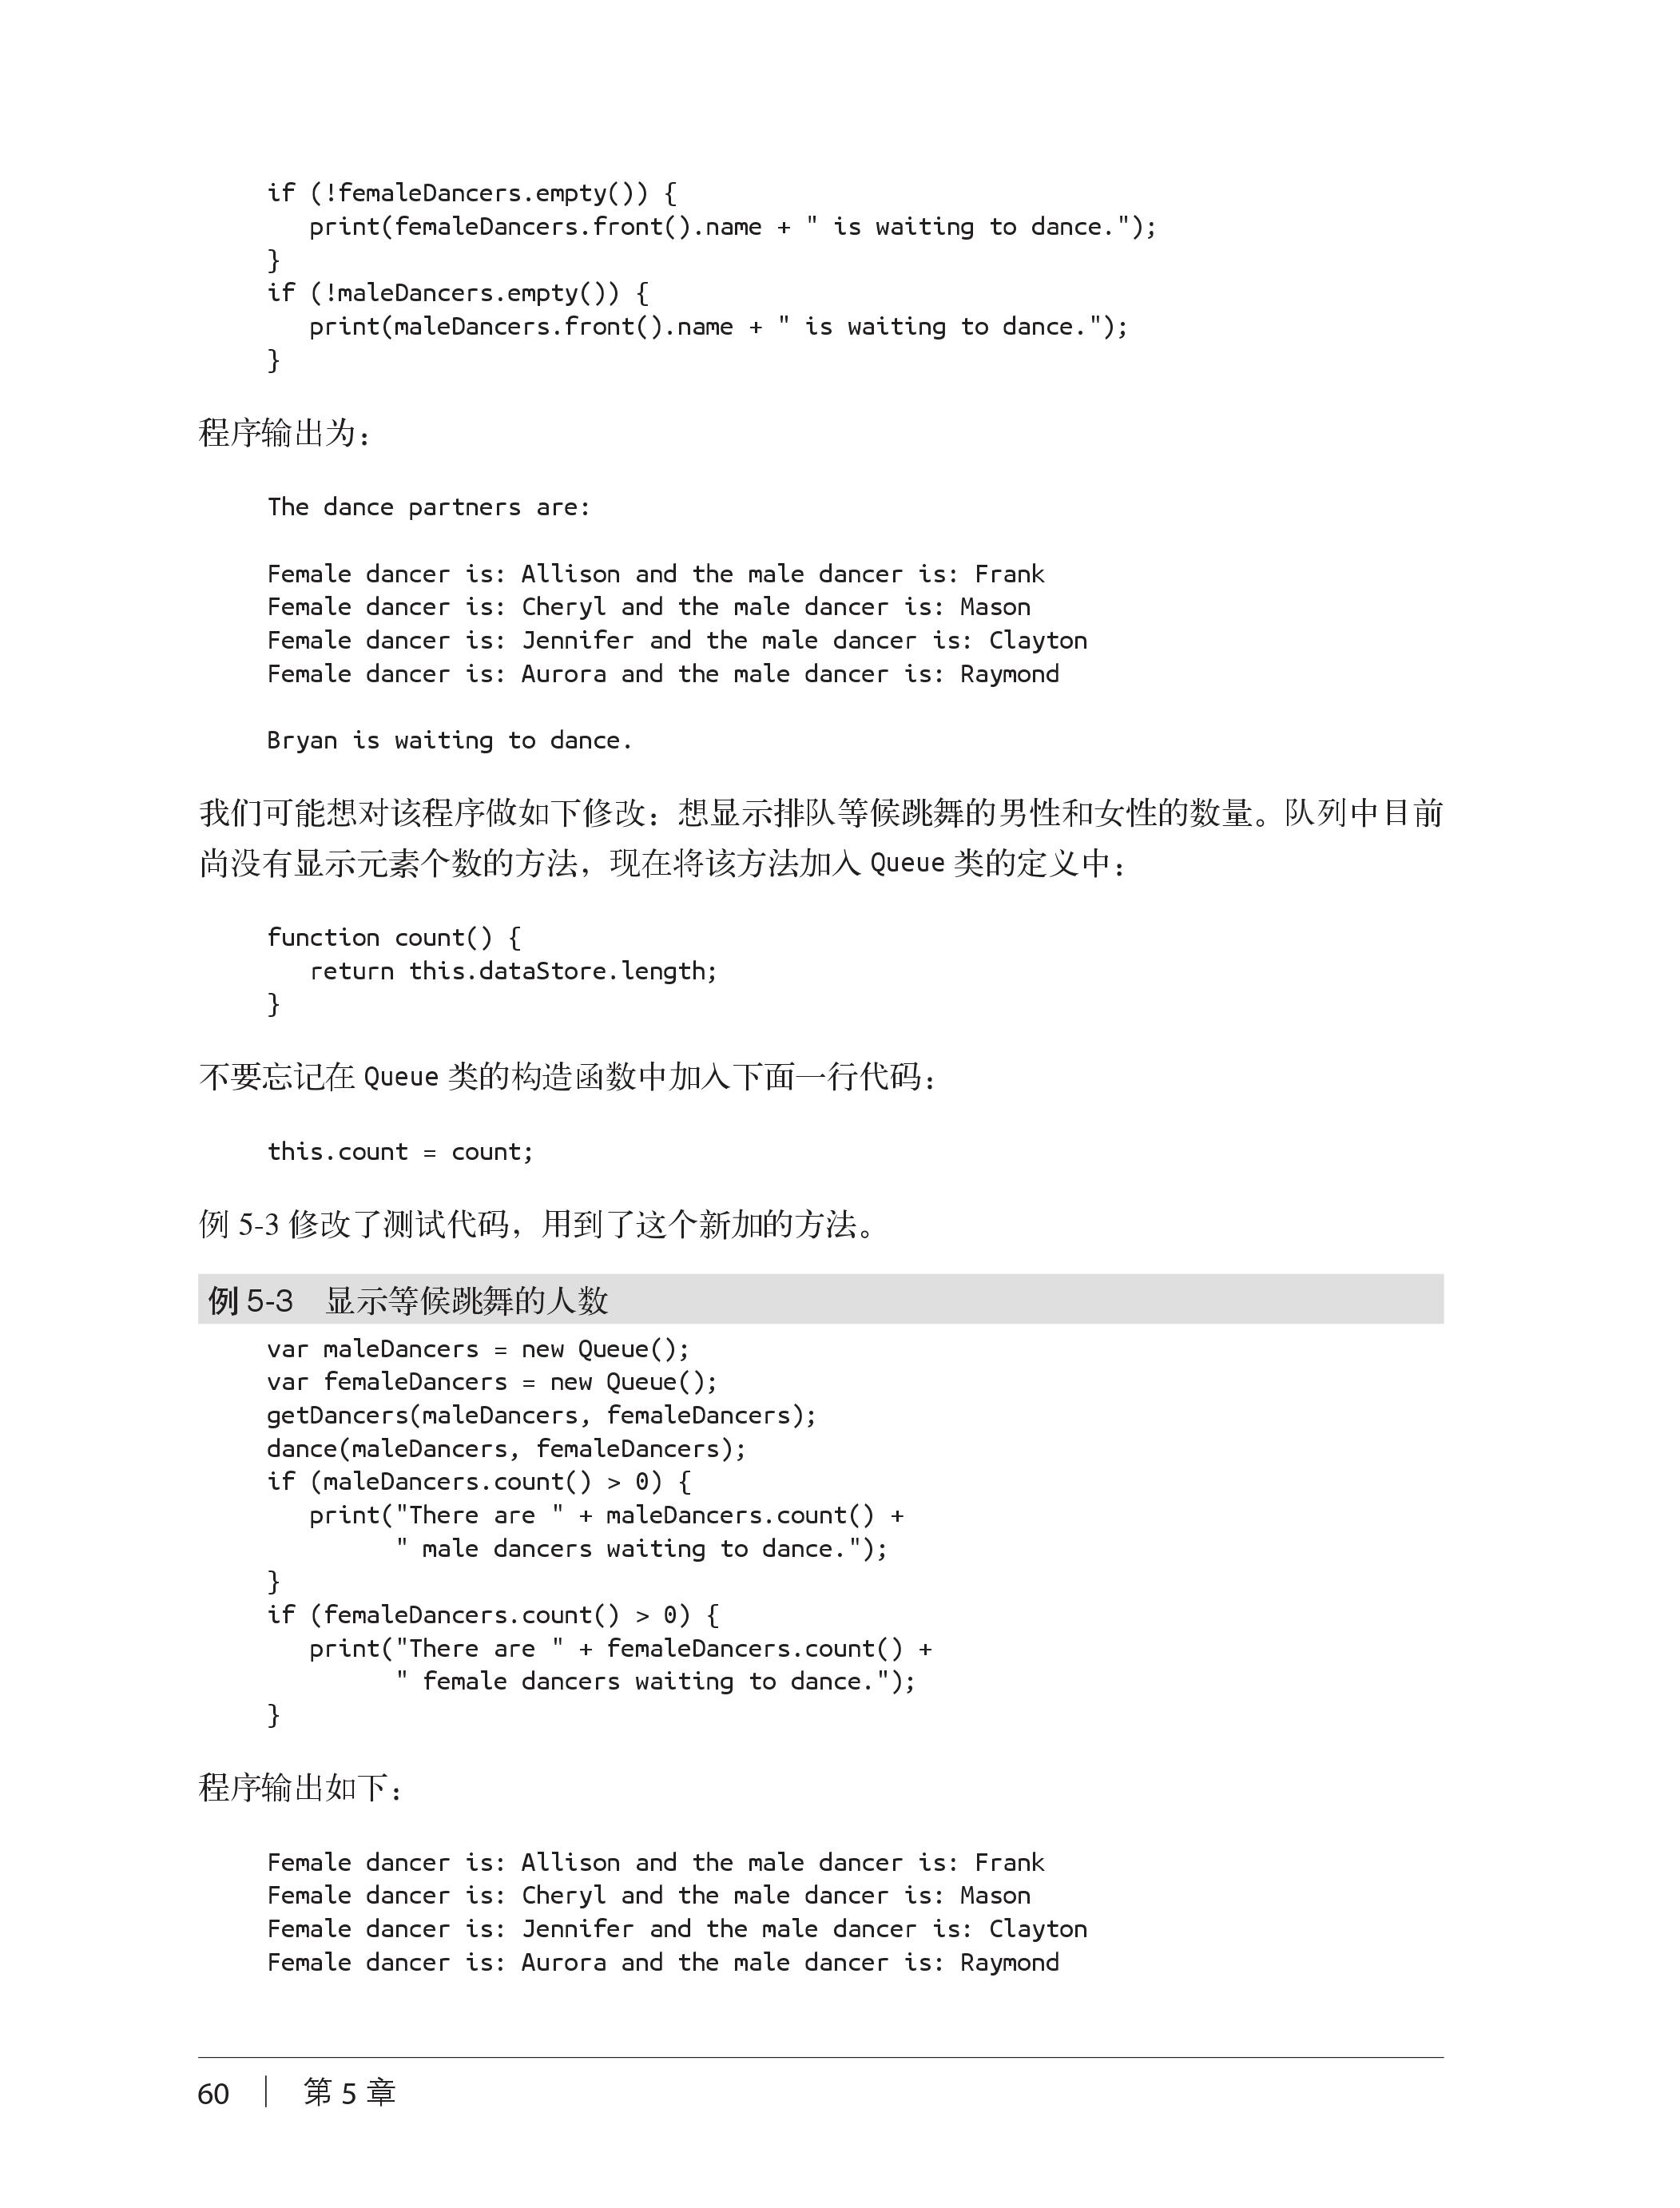 if (!femaleDancers.empty()) {
   print(femaleDancers.front().name + " is waiting to dance.");
}
if (!maleDancers.empty()) {
   print(maleDancers.front().name + " is waiting to dance.");
}
程序输出为：
The dance partners are:
Female dancer is: Allison and the male dancer is: Frank
Female dancer is: Cheryl and the male dancer is: Mason
Female dancer is: Jennifer and the male dancer is: Clayton
Female dancer is: Aurora and the male dancer is: Raymond
Bryan is waiting to dance.
我们可能想对该程序做如下修改：想显示排队等候跳舞的男性和女性的数量。队列中目前
尚没有显示元素个数的方法，现在将该方法加入 Queue 类的定义中：
function count() {
   return this.dataStore.length;
}
不要忘记在 Queue 类的构造函数中加入下面一行代码：
this.count = count;
例 5-3 修改了测试代码，用到了这个新加的方法。
例 5-3　显示等候跳舞的人数
var maleDancers = new Queue();
var femaleDancers = new Queue();
getDancers(maleDancers, femaleDancers);
dance(maleDancers, femaleDancers);
if (maleDancers.count() > 0) {
   print("There are " + maleDancers.count() +
         " male dancers waiting to dance.");
}
if (femaleDancers.count() > 0) {
   print("There are " + femaleDancers.count() +
         " female dancers waiting to dance.");
}
程序输出如下：
Female dancer is: Allison and the male dancer is: Frank
Female dancer is: Cheryl and the male dancer is: Mason
Female dancer is: Jennifer and the male dancer is: Clayton
Female dancer is: Aurora and the male dancer is: Raymond
60 ｜ 第 5 章